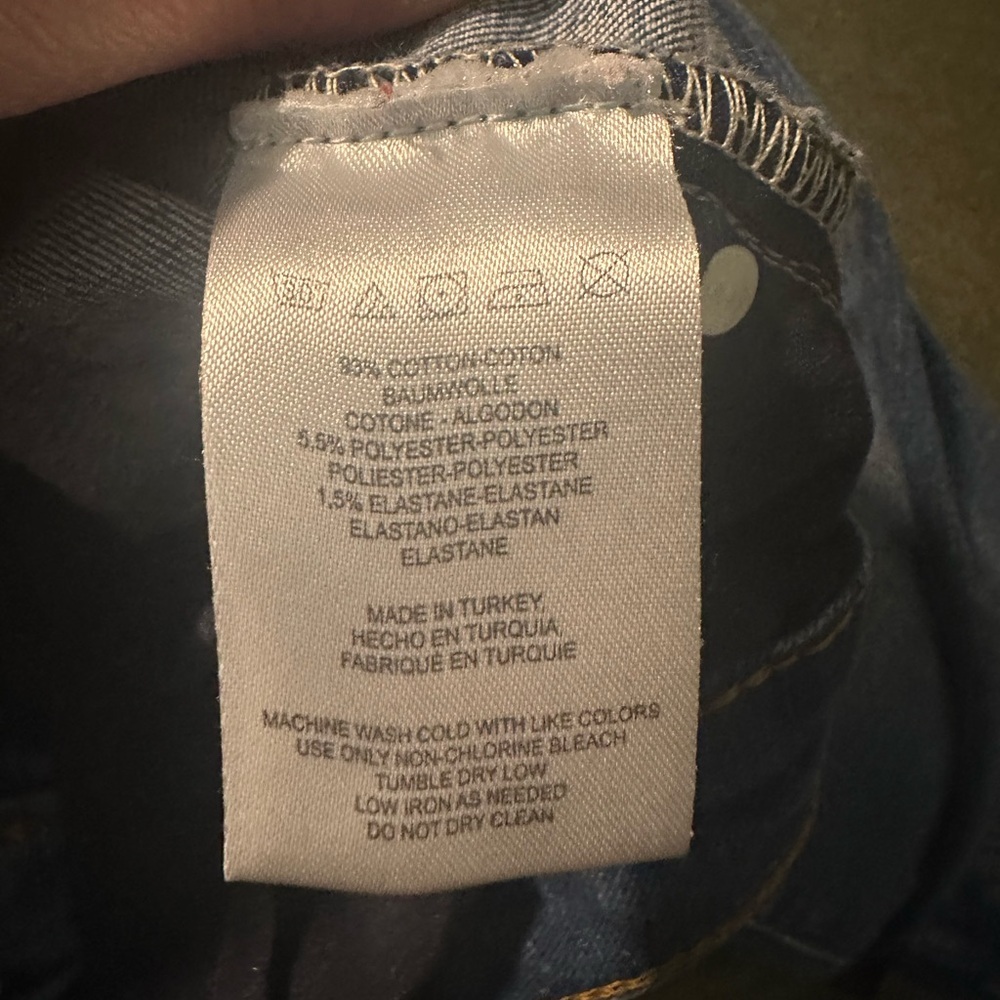 30
93% COTTON-COTON
BAUMWOLLE
COTONE - ALGODON
5.5% POLYESTER-POLYESTER
POLIESTER-POLYESTER
1.5% ELASTANE-ELASTANE
ELASTANO-ELASTAN
ELASTANE
MADE IN TURKEY
HECHO EN TURQUIA
FABRIQUE EN TURQUIE
MACHINE WASH COLD WITH LIKE COLORS
USE ONLY NON-CHLORINE BLEACH
TUMBLE DRY LOW
LOW IRON AS NEEDED
DO NOT DRY CLEAN